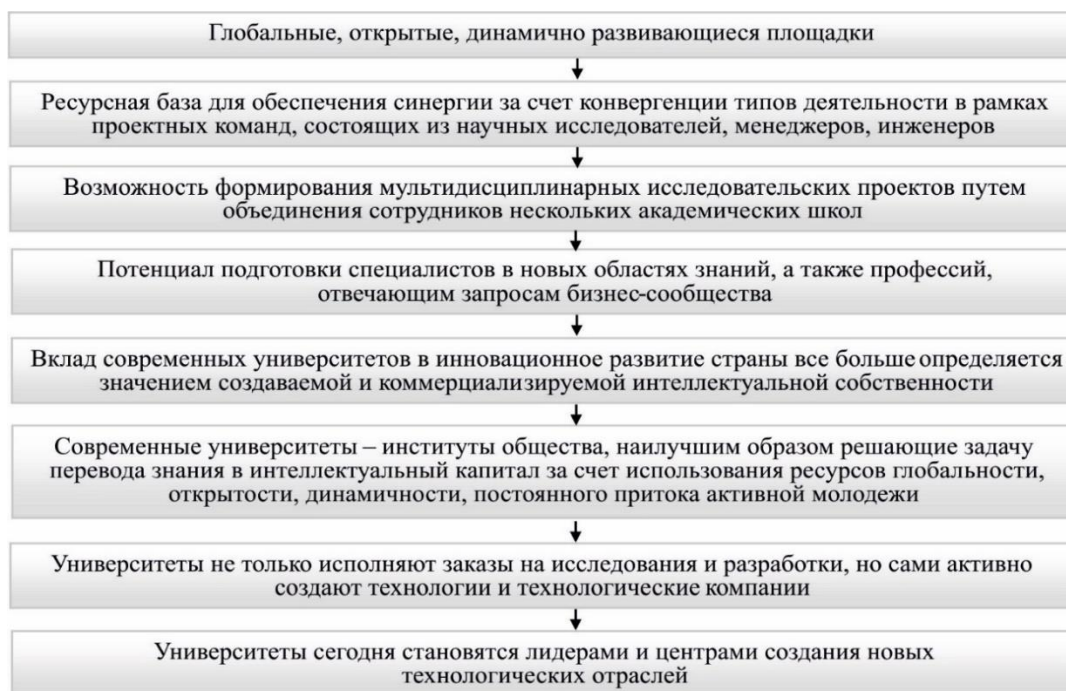 Глобальные, открытые, динамично развивающиеся площадки
Ресурсная база для обеспечения синергии за счет конвергенции типов деятельности в рамках
проектных команд, состоящих из научных исследователей, менеджеров, инженеров
Возможность формирования мультидисциплинарных исследовательских проектов путем
объединения сотрудников нескольких академических школ
Потенциал подготовки специалистов в новых областях знаний, а также профессий,
отвечающим запросам бизнес-сообщества
Вклад современных университетов в инновационное развитие страны все больше определяется
значением создаваемой и коммерциализируемой интеллектуальной собственности
Современные университеты – институты общества, наилучшим образом решающие задачу
перевода знания в интеллектуальный капитал за счет использования ресурсов глобальности,
открытости, динамичности, постоянного притока активной молодежи
Университеты не только исполняют заказы на исследования и разработки, но сами активно
создают технологии и технологические компании
Университеты сегодня становятся лидерами и центрами создания новых
технологических отраслей